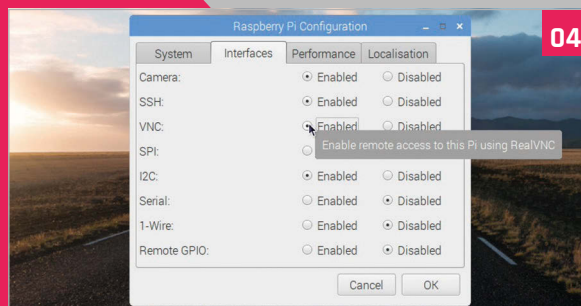 Raspberry Pi Configuration
04
System Interfaces Performance Localisation
Camera: Enabled Disabled
SSH: Enabled Disabled
VNC: Enabled Disabled
Enable remote access to this Pi using RealVNC
SPI:
I2C: Enabled Disabled
Serial: Enabled Disabled
1-Wire: Enabled Disabled
Remote GPIO: Enabled Disabled
Cancel OK